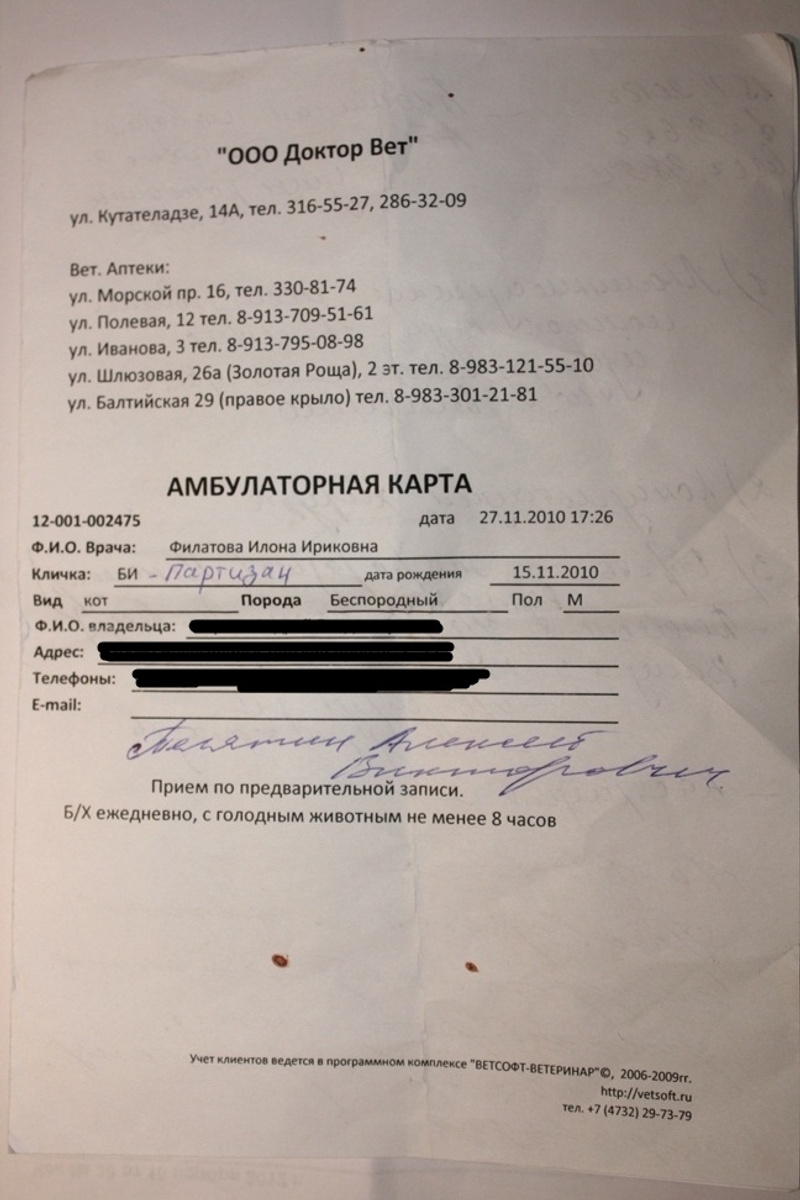 "ООО Доктор Вет"
ул. Кутателадзе, 14А, тел. 316-55-27, 286-32-09
Вет. Аптеки:
ул. Морской пр. 16, тел. 330-81-74
ул. Полевая, 12 тел. 8-913-709-51-61
ул. Иванова, 3 тел. 8-913-795-08-98
ул. Шлюзовая, 26а (Золотая Роща), 2 эт. тел. 8-983-121-55-10
ул. Балтийская 29 (правое крыло) тел. 8-983-301-21-81
АМБУЛАТОРНАЯ КАРТА
12-001-002475 дата 27.11.2010 17:26
Ф.И.О. Врача: Филатова Илона Ириковна
Кличка: БИ - Партизан дата рождения 15.11.2010
Вид кот Порода Беспородный Пол М
Ф.И.О. владельца:
Адрес:
Телефоны:
E-mail:
Алексей
Викторович.
Прием по предварительной записи.
Б/Х ежедневно, с голодным животным не менее 8 часов
Учет клиентов ведется в программном комплексе "ВЕТСОФТ-ВЕТЕРИНАР"©, 2006-2009гг.
http://vetsoft.ru
тел. +7 (4732) 29-73-79